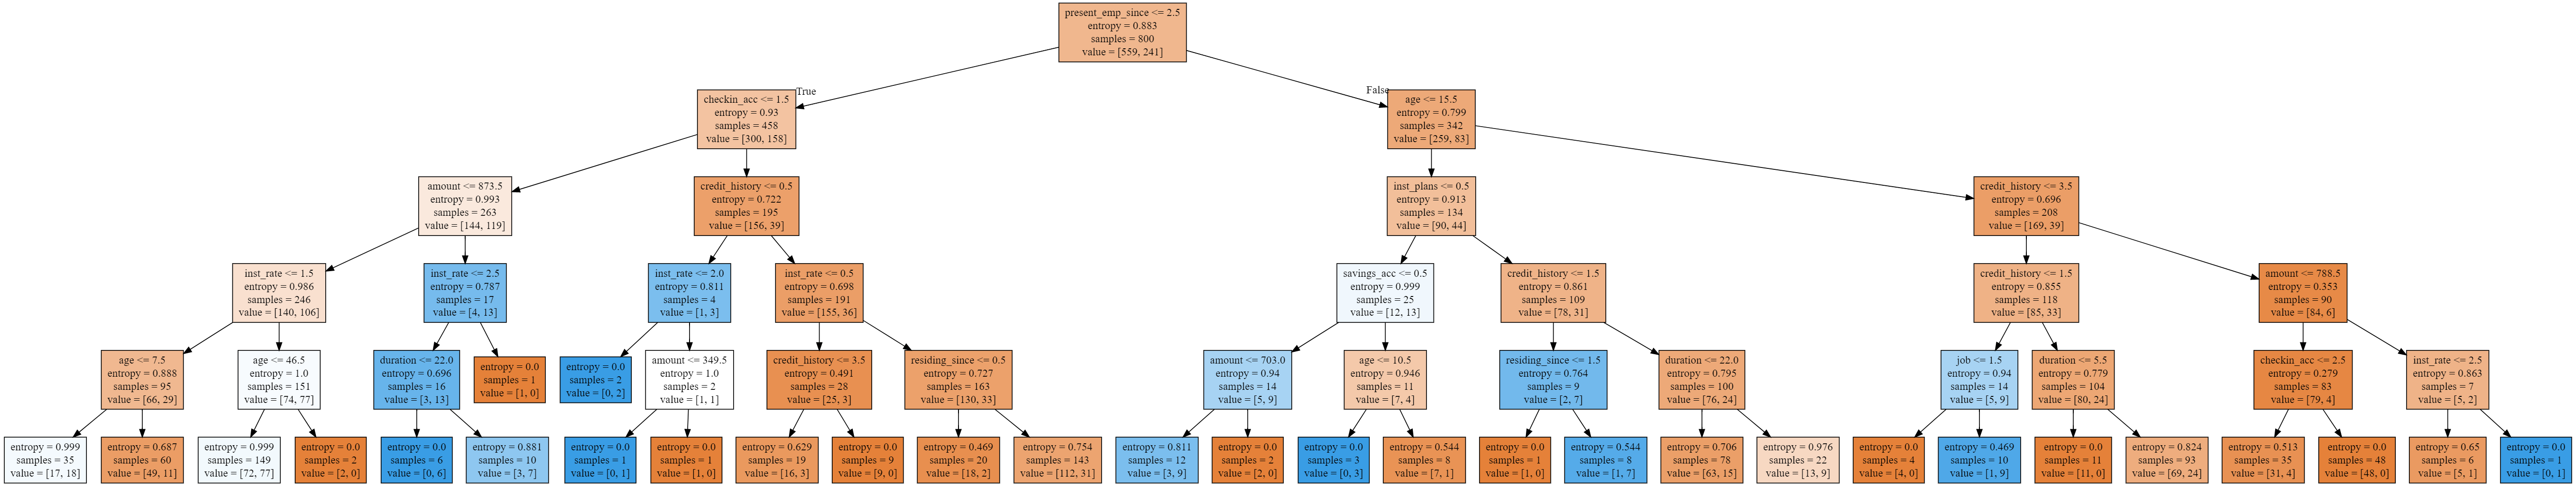 present_emp_since <= 2.5
entropy = 0.883
samples = 800
value = [559, 241]
True
False
checkin_acc <= 1.5
entropy = 0.93
samples = 458
value = [300, 158]
age <= 15.5
entropy = 0.799
samples = 342
value = [259, 83]
amount <= 873.5
entropy = 0.993
samples = 263
value = [144, 119]
credit_history <= 0.5
entropy = 0.722
samples = 195
value = [156, 39]
inst_plans <= 0.5
entropy = 0.913
samples = 134
value = [90, 44]
credit_history <= 3.5
entropy = 0.696
samples = 208
value = [169, 39]
inst_rate <= 1.5
entropy = 0.986
samples = 246
value = [140, 106]
inst_rate <= 2.5
entropy = 0.787
samples = 17
value = [4, 13]
inst_rate <= 2.0
entropy = 0.811
samples = 4
value = [1, 3]
inst_rate <= 0.5
entropy = 0.698
samples = 191
value = [155, 36]
savings_acc <= 0.5
entropy = 0.999
samples = 25
value = [12, 13]
credit_history <= 1.5
entropy = 0.861
samples = 109
value = [78, 31]
credit_history <= 1.5
entropy = 0.855
samples = 118
value = [85, 33]
amount <= 788.5
entropy = 0.353
samples = 90
value = [84, 6]
age <= 7.5
entropy = 0.888
samples = 95
value = [66, 29]
age <= 46.5
entropy = 1.0
samples = 151
value = [74, 77]
duration <= 22.0
entropy = 0.696
samples = 16
value = [3, 13]
entropy = 0.0
samples = 1
value = [1, 0]
entropy = 0.0
samples = 2
value = [0, 2]
amount <= 349.5
entropy = 1.0
samples = 2
value = [1, 1]
credit_history <= 3.5
entropy = 0.491
samples = 28
value = [25, 3]
residing_since <= 0.5
entropy = 0.727
samples = 163
value = [130, 33]
amount <= 703.0
entropy = 0.94
samples = 14
value = [5, 9]
age <= 10.5
entropy = 0.946
samples = 11
value = [7, 4]
residing_since <= 1.5
entropy = 0.764
samples = 9
value = [2, 7]
duration <= 22.0
entropy = 0.795
samples = 100
value = [76, 24]
job <= 1.5
entropy = 0.94
samples = 14
value = [5, 9]
duration <= 5.5
entropy = 0.779
samples = 104
value = [80, 24]
checkin_acc <= 2.5
entropy = 0.279
samples = 83
value = [79, 4]
inst_rate <= 2.5
entropy = 0.863
samples = 7
value = [5, 2]
entropy = 0.999
samples = 35
value = [17, 18]
entropy = 0.687
samples = 60
value = [49, 11]
entropy = 0.999
samples = 149
value = [72, 77]
entropy = 0.0
samples = 2
value = [2, 0]
entropy = 0.0
samples = 6
value = [0, 6]
entropy = 0.881
samples = 10
value = [3, 7]
entropy = 0.0
samples = 1
value = [0, 1]
entropy = 0.0
samples = 1
value = [1, 0]
entropy = 0.629
samples = 19
value = [16, 3]
entropy = 0.0
samples = 9
value = [9, 0]
entropy = 0.469
samples = 20
value = [18, 2]
entropy = 0.754
samples = 143
value = [112, 31]
entropy = 0.811
samples = 12
value = [3, 9]
entropy = 0.0
samples = 2
value = [2, 0]
entropy = 0.0
samples = 3
value = [0, 3]
entropy = 0.544
samples = 8
value = [7, 1]
entropy = 0.0
samples = 1
value = [1, 0]
entropy = 0.544
samples = 8
value = [1, 7]
entropy = 0.706
samples = 78
value = [63, 15]
entropy = 0.976
samples = 22
value = [13, 9]
entropy = 0.0
samples = 4
value = [4, 0]
entropy = 0.469
samples = 10
value = [1, 9]
entropy = 0.0
samples = 11
value = [11, 0]
entropy = 0.824
samples = 93
value = [69, 24]
entropy = 0.513
samples = 35
value = [31, 4]
entropy = 0.0
samples = 48
value = [48, 0]
entropy = 0.65
samples = 6
value = [5, 1]
entropy = 0.0
samples = 1
value = [0, 1]